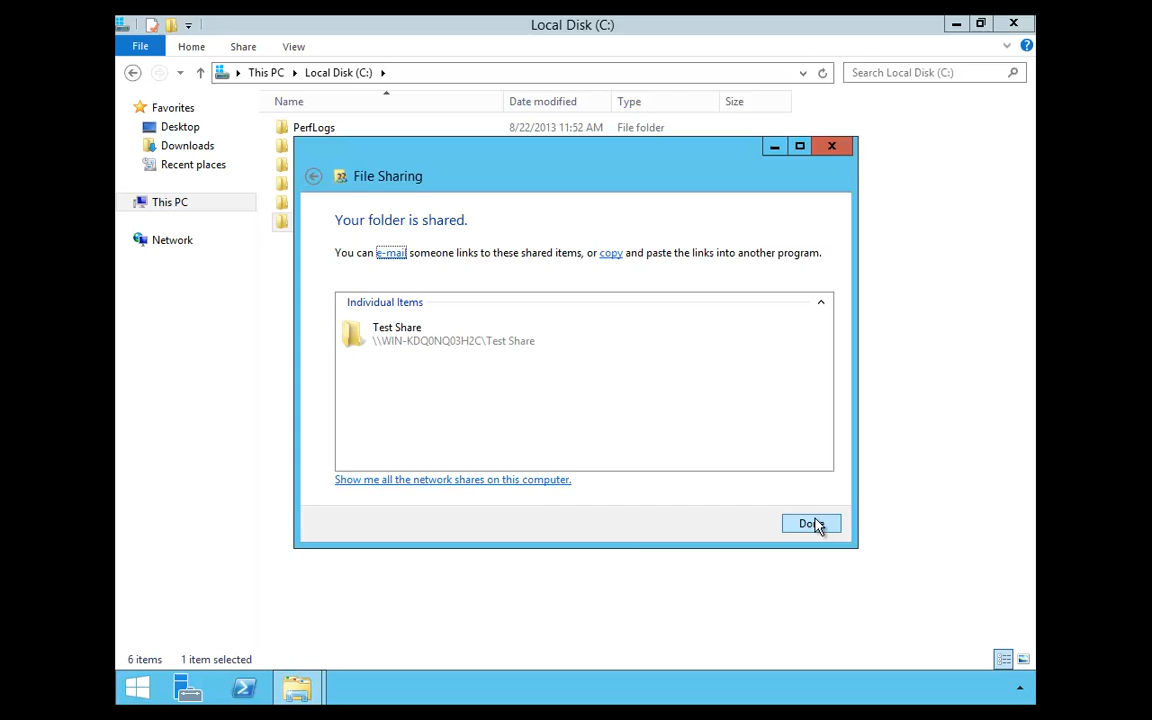 Local Disk (C:)
File Home Share View
This PC Local Disk (C:)
Search Local Disk (C:)
Name Date modified Type Size
Favorites
Desktop
Downloads
Recent places
This PC
Network
PerfLogs 8/22/2013 11:52 AM File folder
File Sharing
Your folder is shared.
You can e-mail someone links to these shared items, or copy and paste the links into another program.
Individual Items
Test Share
\\WIN-KDQ0NQ03H2C\Test Share
Show me all the network shares on this computer.
6 items 1 item selected